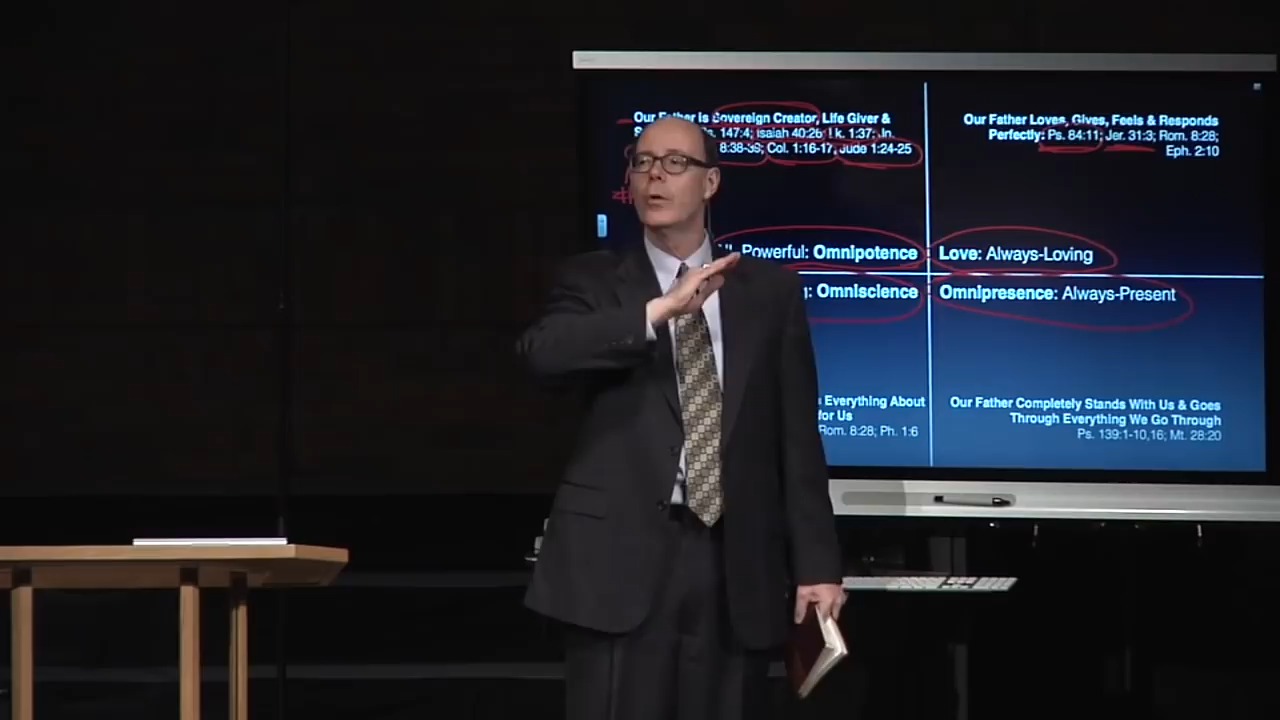 Our Father Is Sovereign Creator, Life Giver &
147:4; Isaiah 40:26; Lk. 1:37; Jn.
8:38-39; Col. 1:16-17; Jude 1:24-25
Powerful: Omnipotence
Omniscience
Everything About
for Us
Rom. 8:28; Ph. 1:6
Our Father Loves, Gives, Feels & Responds
Perfectly: Ps. 84:11; Jer. 31:3; Rom. 8:28;
Eph. 2:10
Love: Always-Loving
Omnipresence: Always-Present
Our Father Completely Stands With Us & Goes
Through Everything We Go Through
Ps. 139:1-10,16; Mt. 28:20